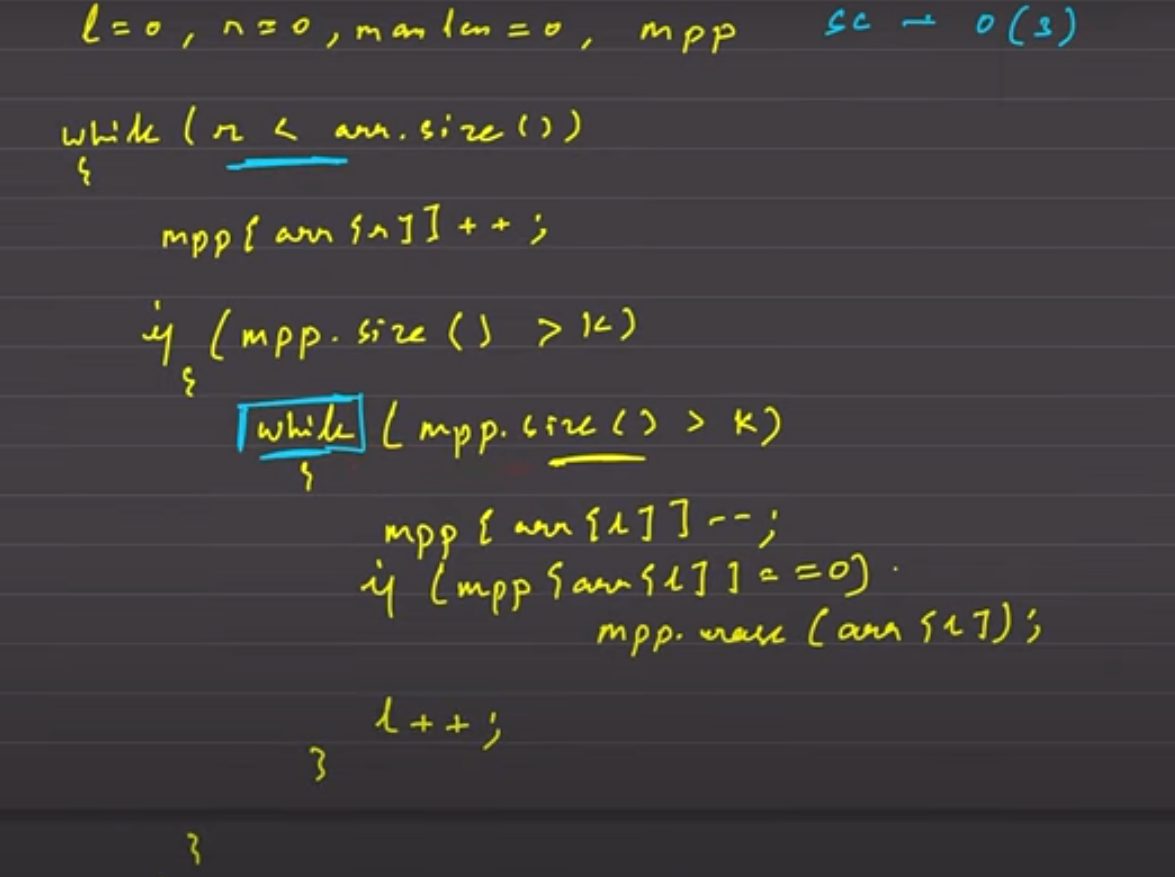 l=0, r=0, maxlen=0, mpp SC → O(3)
while (r < arr.size())
{
mpp[arr[r]]++;
if (mpp.size() > k)
{
while (mpp.size() > k)
{
mpp[arr[l]]--;
if (mpp[arr[l]]==0)
mpp.erase(arr[l]);
l++;
}
}